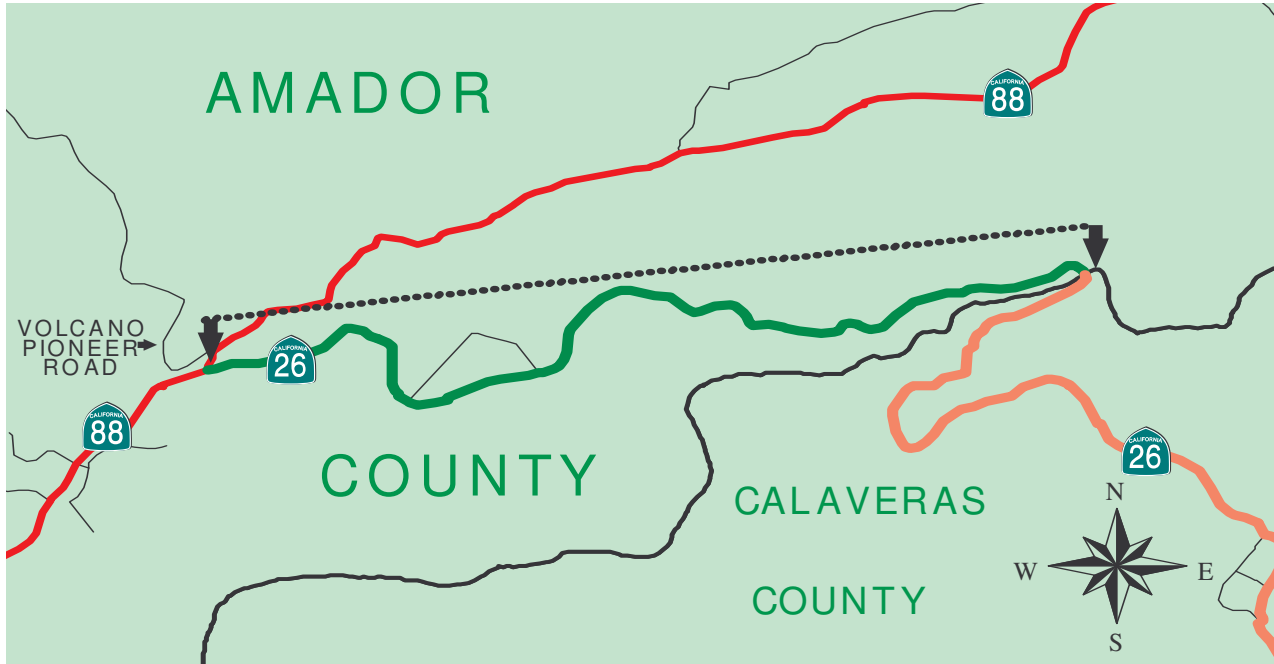 AMADOR
CALIFORNIA
88
VOLCANO
PIONEER
ROAD
CALIFORNIA
26
CALIFORNIA
88
COUNTY
CALIFORNIA
26
CALAVERAS
COUNTY
N
W
E
S